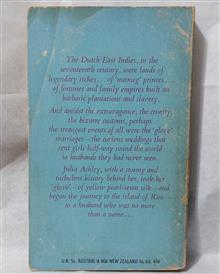 The Dutch East Indies, in the
seventeenth century, were lands of
legendary riches... of 'nutmeg' princes,
of fortunes and family empires built on
barbaric plantations and slavery.
And amidst the extravagance, the cruelty,
the bizarre customs, perhaps
the strangest events of all were the 'glove'
marriages—the curious weddings that
sent girls half-way round the world
to husbands they had never seen.
Julia Ashley, with a stormy and
turbulent history behind her, took her
'glove'—of yellow pearl-sewn silk—and
began the journey to the island of
to a husband who was no more
than a name...
U.K. 5s. AUSTRALIA 80c NEW ZEALAND